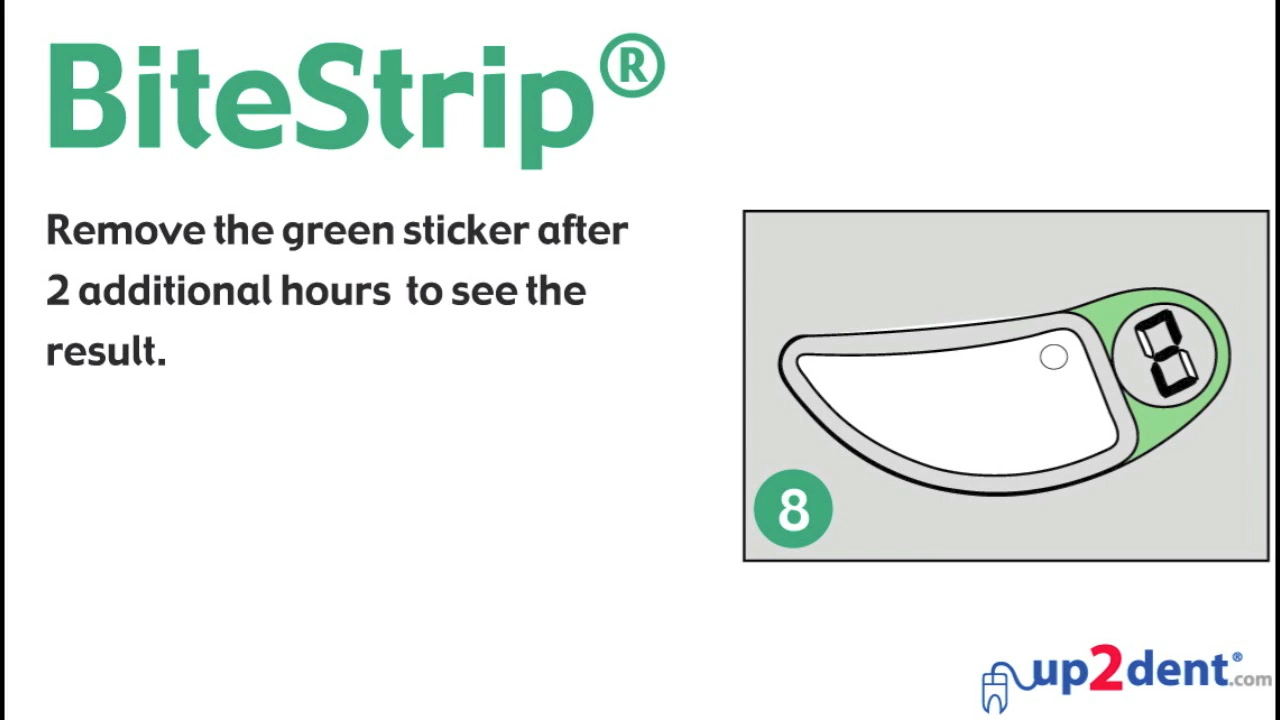 BiteStrip®
Remove the green sticker after
2 additional hours to see the
result.
8
up2dent®.com